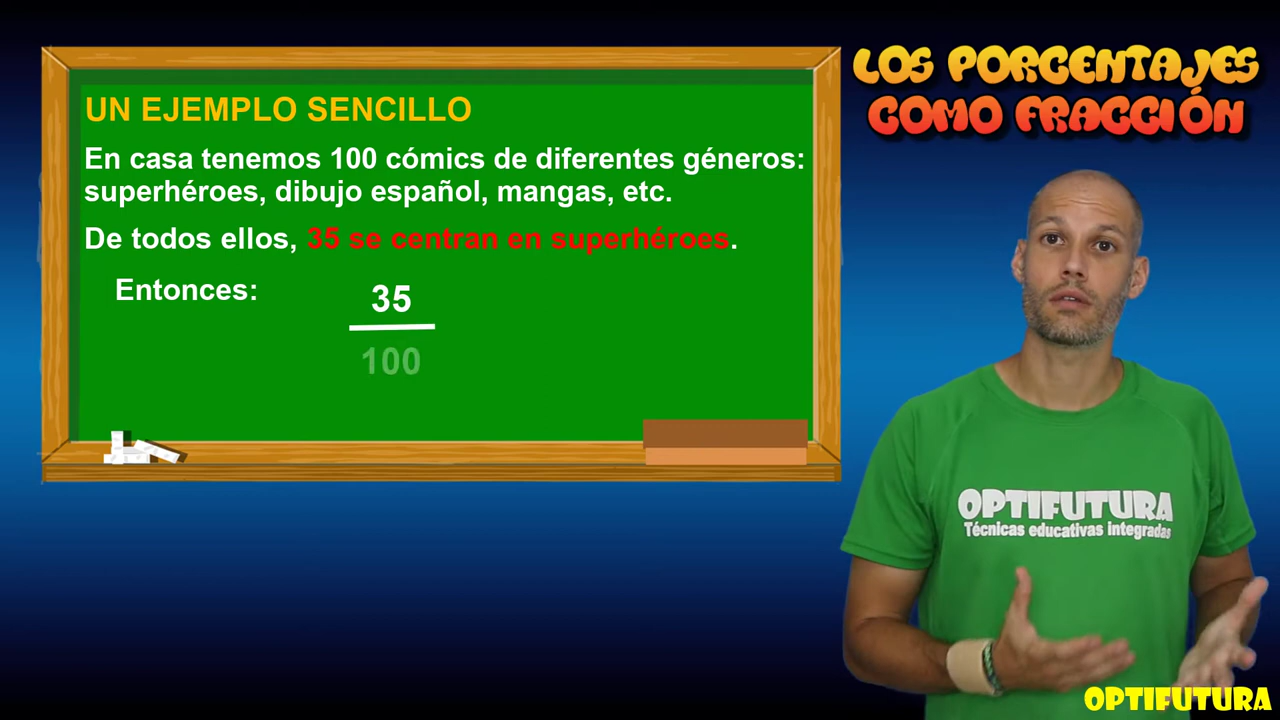 LOS PORCENTAJES
COMO FRACCIÓN
UN EJEMPLO SENCILLO
En casa tenemos 100 cómics de diferentes géneros:
superhéroes, dibujo español, mangas, etc.
De todos ellos, 35 se centran en superhéroes.
Entonces:
35
100
OPTIFUTURA
Técnicas educativas integradas
OPTIFUTURA